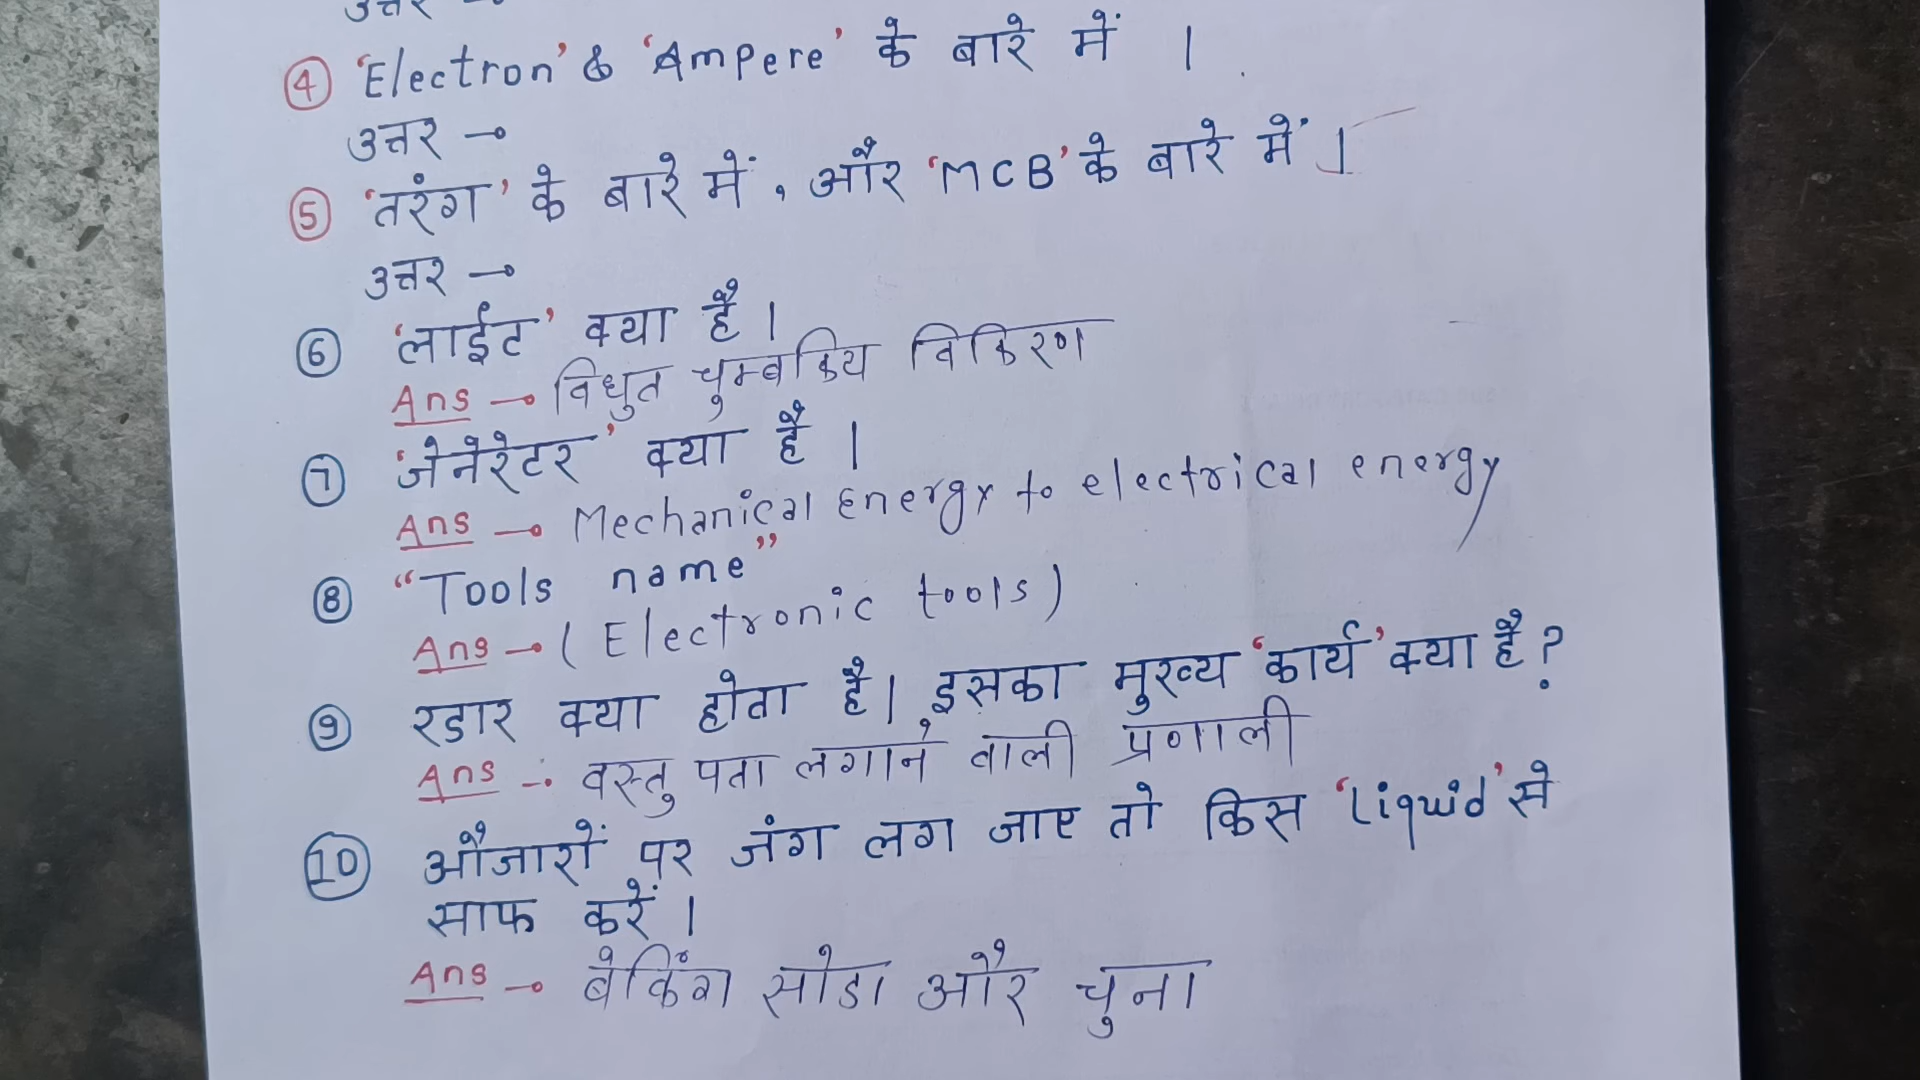 उत्तर →
④ 'Electron' & 'Ampere' के बारे में ।
उत्तर →
⑤ 'तरंग' के बारे में , और 'MCB' के बारे में ।
उत्तर →
⑥ 'लाईट' क्या है ।
Ans → विधुत चुम्बकिय विकिरण
⑦ 'जेनेरेटर' क्या है ।
Ans → Mechanical Energy to electrical energy
⑧ "Tools name"
Ans → ( Electronic tools )
⑨ रडार क्या होता है । इसका मुख्य 'कार्य' क्या है ?
Ans → वस्तु पता लगाने वाली प्रणाली
⑩ औजारों पर जंग लग जाए तो किस 'Liquid' से
साफ करें ।
Ans → बेकिंग सोडा और चुना